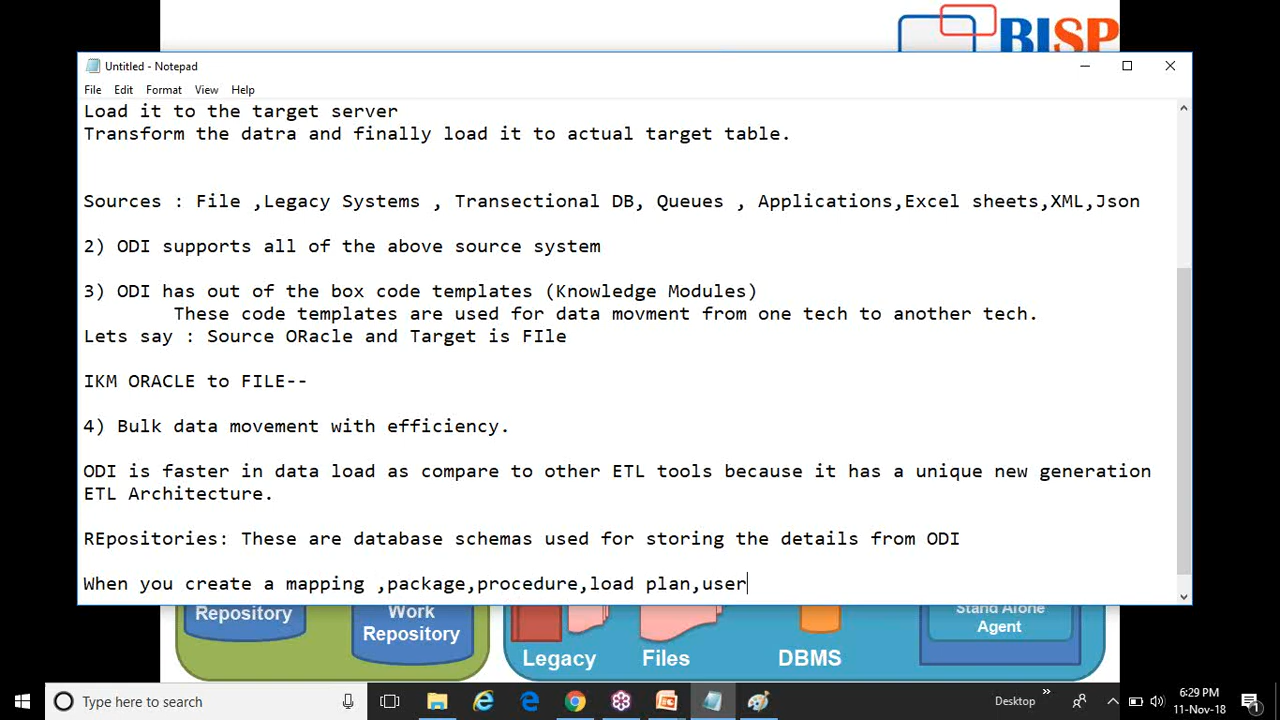 BISP
Untitled - Notepad
File Edit Format View Help
Load it to the target server
Transform the datra and finally load it to actual target table.
Sources : File ,Legacy Systems , Transectional DB, Queues , Applications,Excel sheets,XML,Json
2) ODI supports all of the above source system
3) ODI has out of the box code templates (Knowledge Modules)
These code templates are used for data movment from one tech to another tech.
Lets say : Source ORacle and Target is FIle
IKM ORACLE to FILE--
4) Bulk data movement with efficiency.
ODI is faster in data load as compare to other ETL tools because it has a unique new generation
ETL Architecture.
REpositories: These are database schemas used for storing the details from ODI
When you create a mapping ,package,procedure,load plan,user
Repository
Work
Repository
Legacy
Files
DBMS
Stand Alone
Agent
Type here to search
Desktop
6:29 PM
11-Nov-18
1